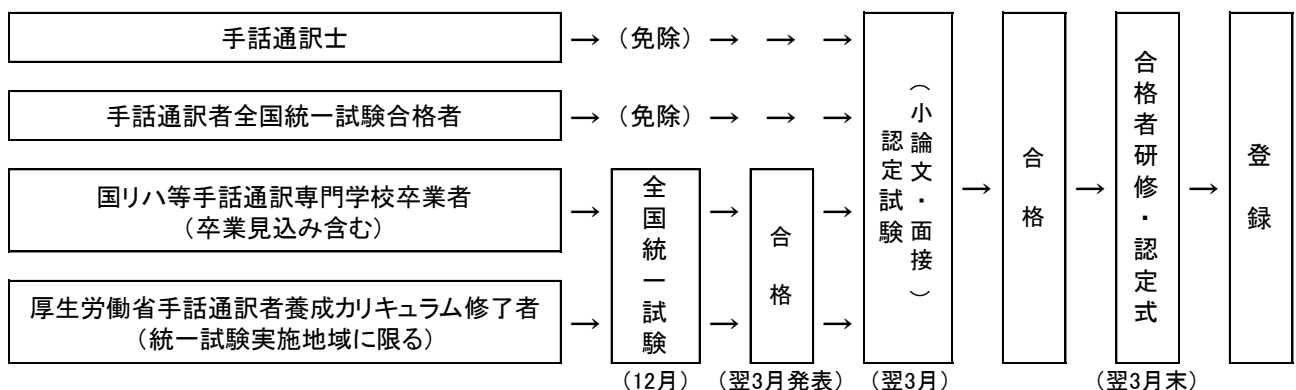 手話通訳士 → (免除) → → →
手話通訳者全国統一試験合格者 → (免除) → → →
国リハ等手話通訳専門学校卒業者
(卒業見込み含む)
→ → →
厚生労働省手話通訳者養成カリキュラム修了者
(統一試験実施地域に限る)
→ → →
全国統一試験
(12月)
合格
(翌3月発表)
認定試験
(小論文・面接)
(翌3月)
→
合格
→
合格者研修・認定式
(翌3月末)
→
登録